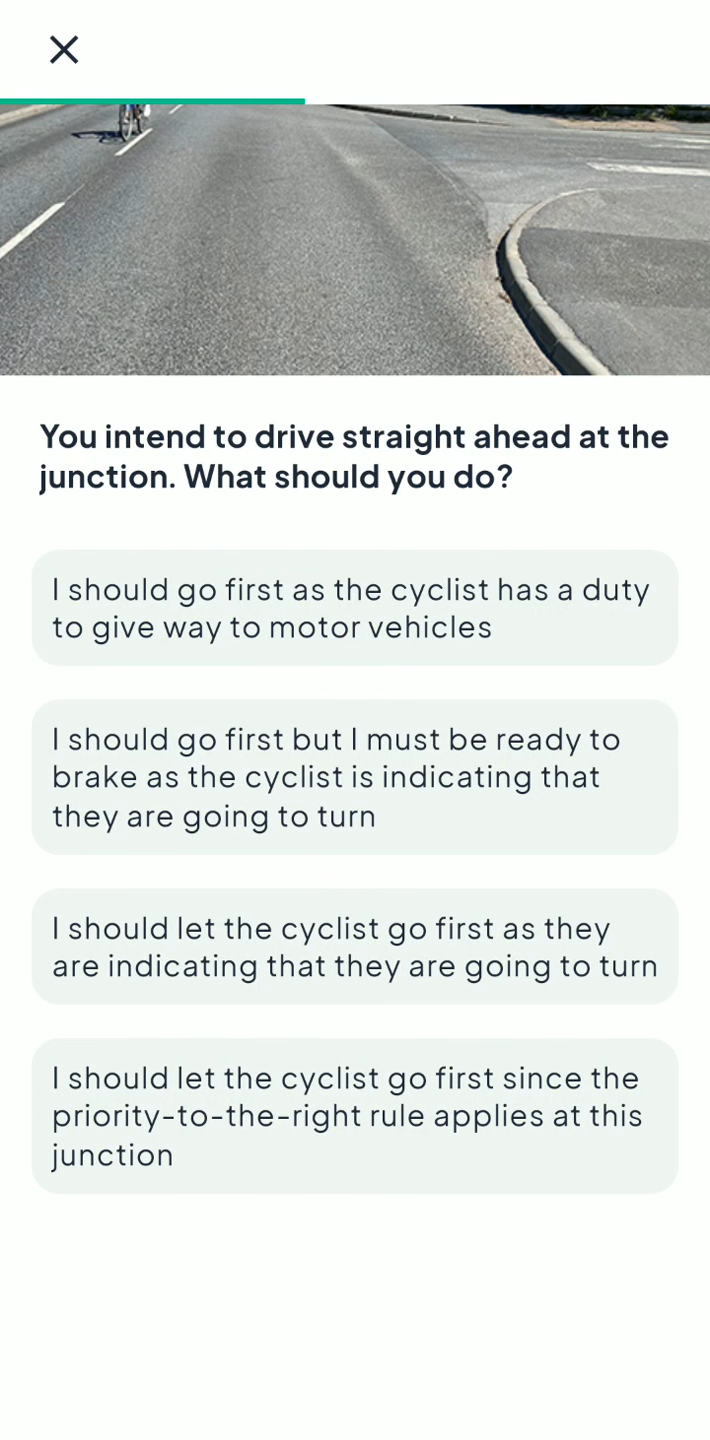 You intend to drive straight ahead at the
junction. What should you do?
I should go first as the cyclist has a duty
to give way to motor vehicles
I should go first but I must be ready to
brake as the cyclist is indicating that
they are going to turn
I should let the cyclist go first as they
are indicating that they are going to turn
I should let the cyclist go first since the
priority-to-the-right rule applies at this
junction